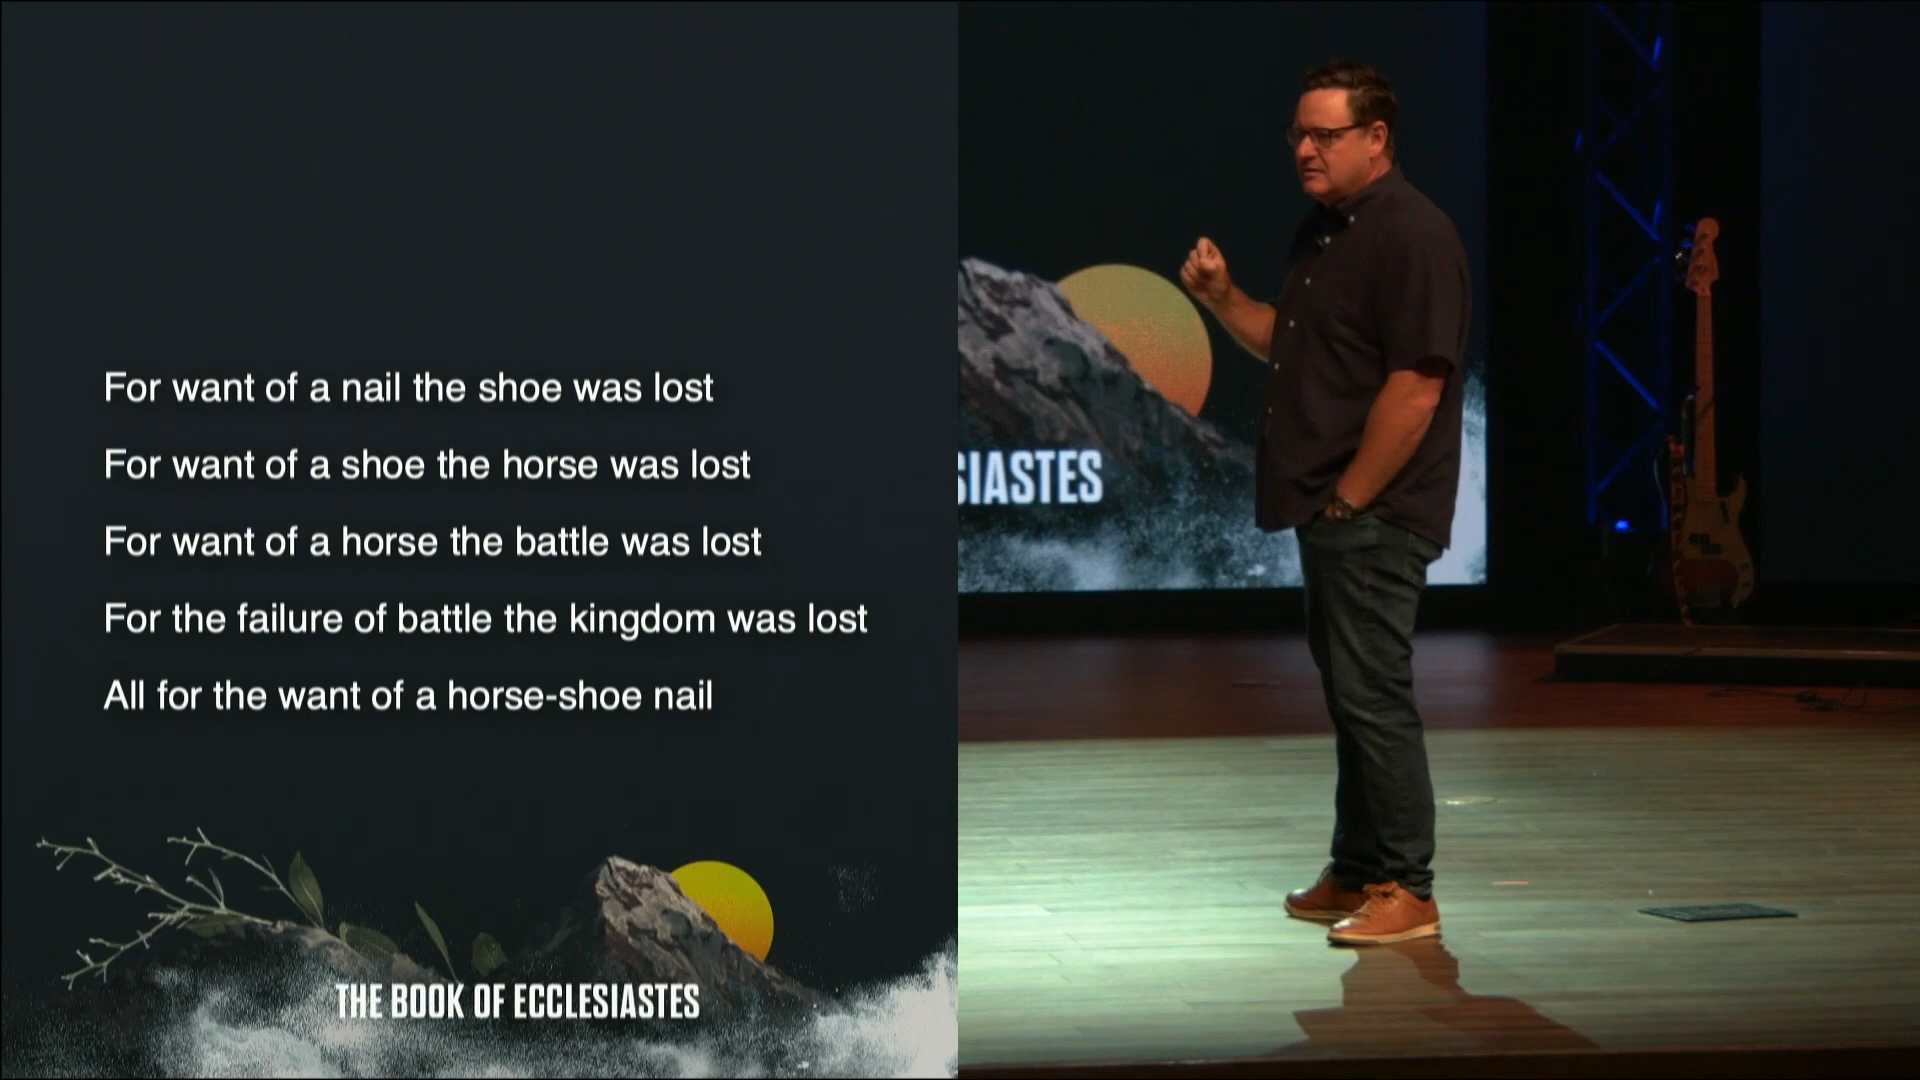 For want of a nail the shoe was lost
For want of a shoe the horse was lost
For want of a horse the battle was lost
For the failure of battle the kingdom was lost
All for the want of a horse-shoe nail
THE BOOK OF ECCLESIASTES
SIASTES